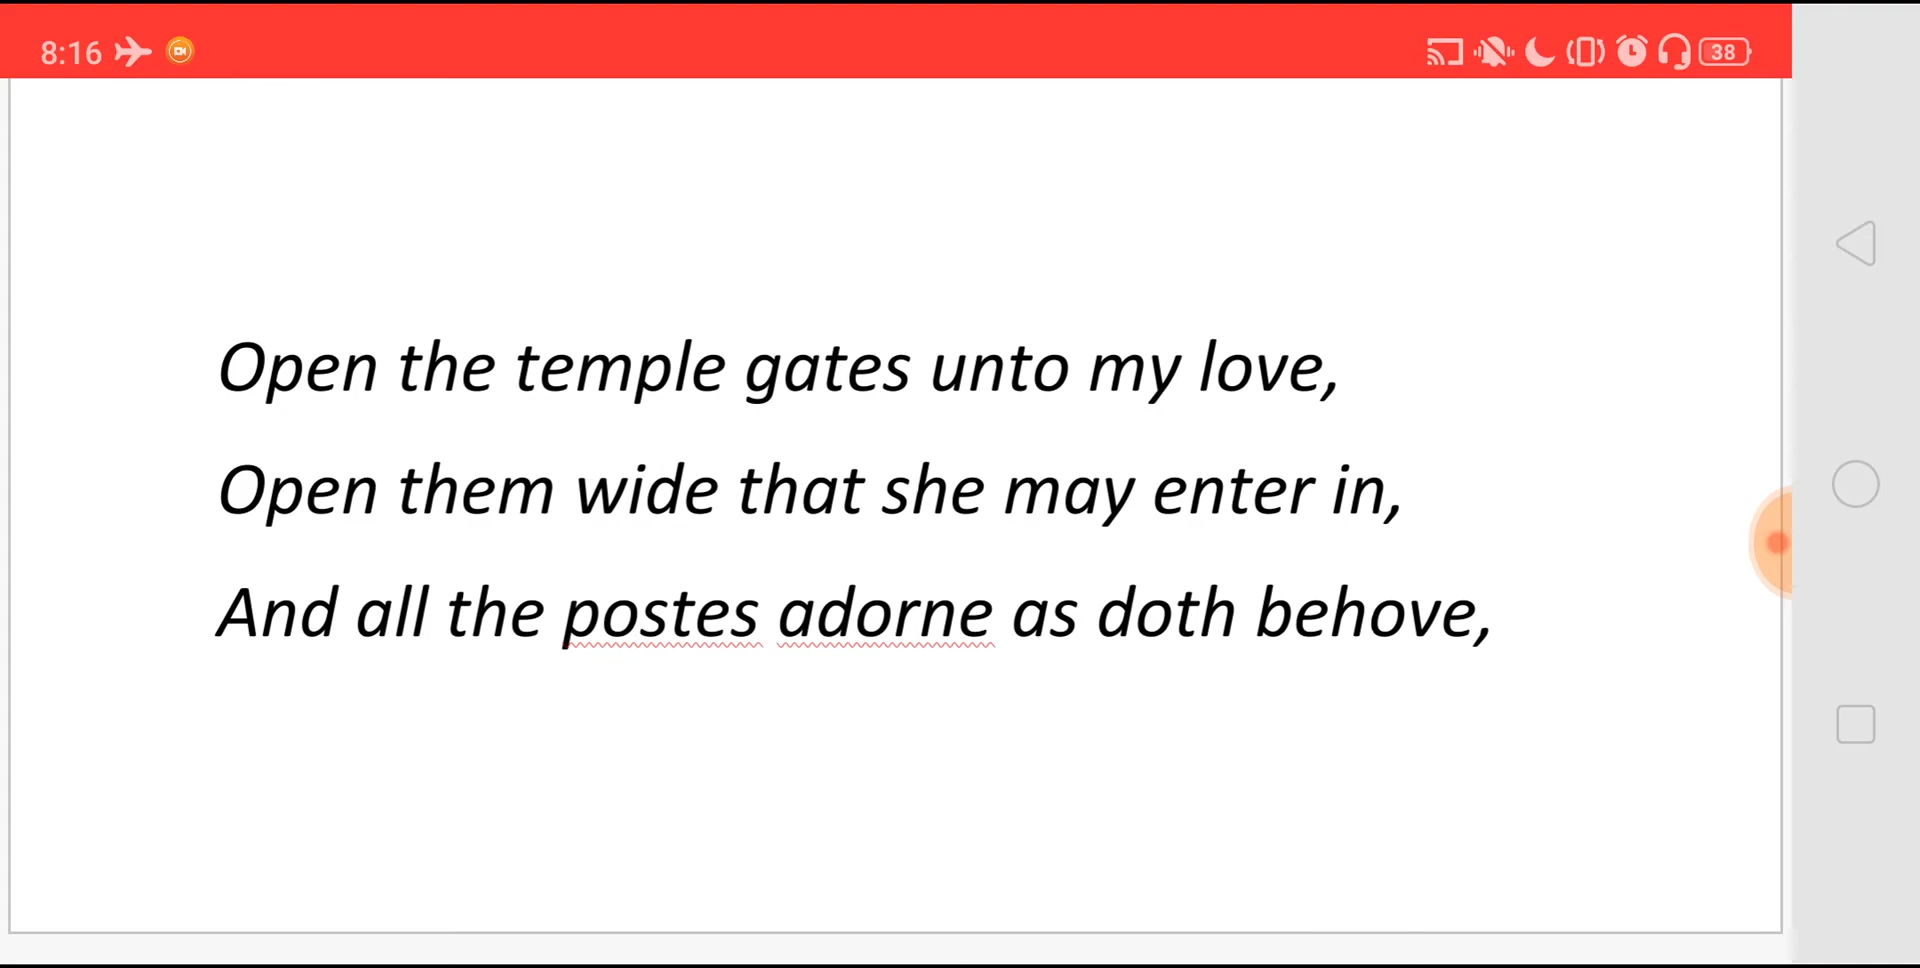 8:16
38
Open the temple gates unto my love,
Open them wide that she may enter in,
And all the postes adorne as doth behove,